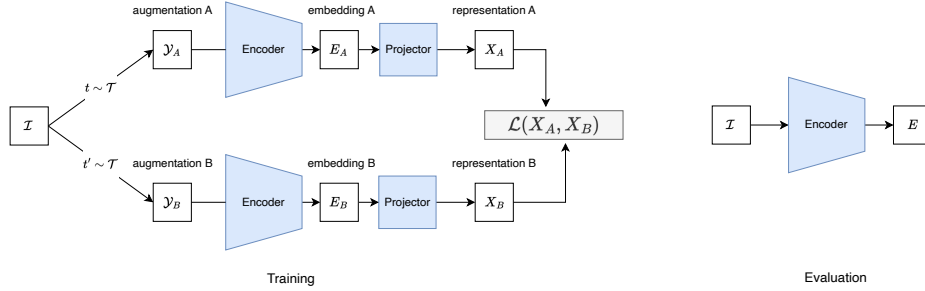 augmentation A
embedding A
representation A
𝒴_A
Encoder
E_A
Projector
X_A
t ∼ 𝒯
ℐ
ℒ(X_A, X_B)
t′ ∼ 𝒯
augmentation B
embedding B
representation B
𝒴_B
Encoder
E_B
Projector
X_B
Training
ℐ
Encoder
E
Evaluation